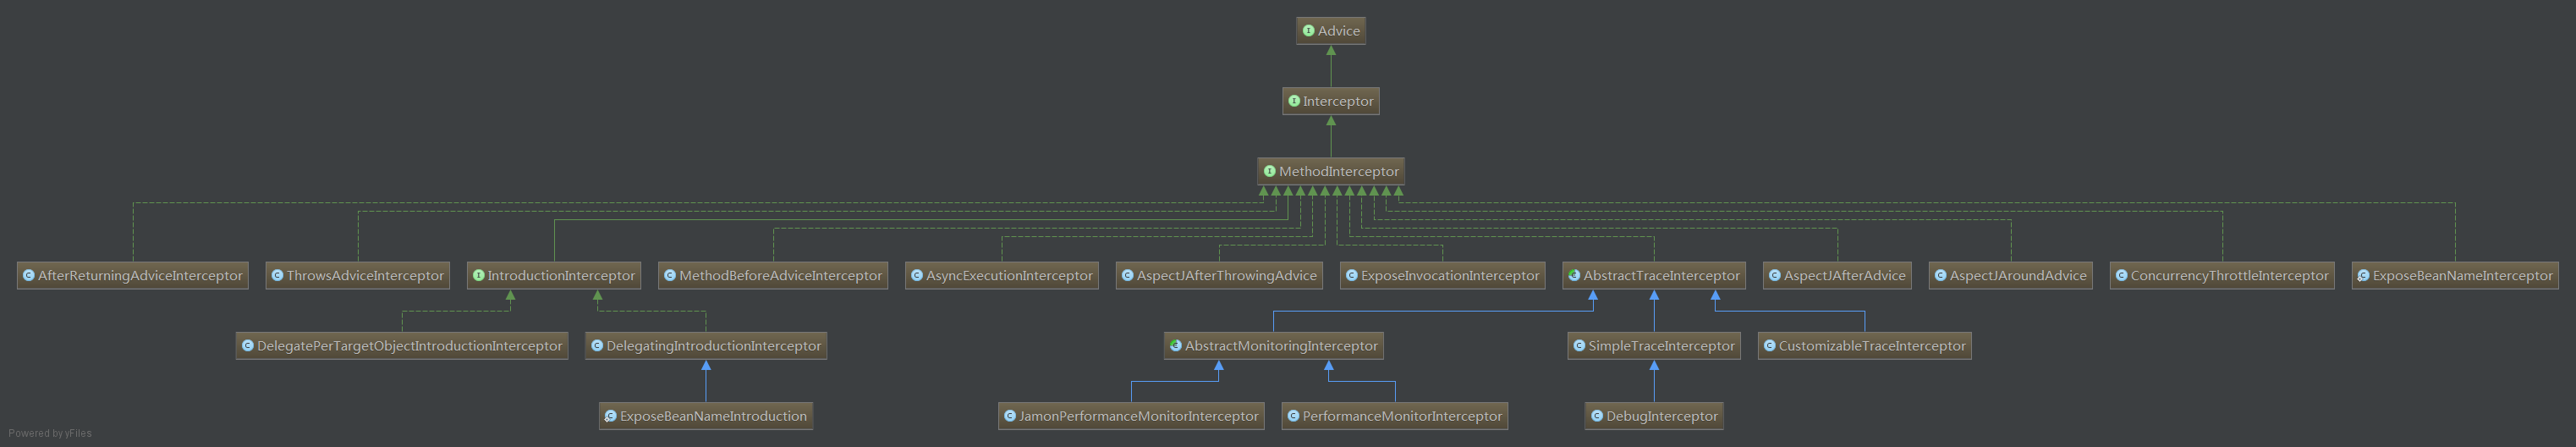 Advice
Interceptor
MethodInterceptor
AfterReturningAdviceInterceptor
ThrowsAdviceInterceptor
IntroductionInterceptor
MethodBeforeAdviceInterceptor
AsyncExecutionInterceptor
AspectJAfterThrowingAdvice
ExposeInvocationInterceptor
AbstractTraceInterceptor
AspectJAfterAdvice
AspectJAroundAdvice
ConcurrencyThrottleInterceptor
ExposeBeanNameInterceptor
DelegatePerTargetObjectIntroductionInterceptor
DelegatingIntroductionInterceptor
AbstractMonitoringInterceptor
SimpleTraceInterceptor
CustomizableTraceInterceptor
ExposeBeanNameIntroduction
JamonPerformanceMonitorInterceptor
PerformanceMonitorInterceptor
DebugInterceptor
Powered by yFiles